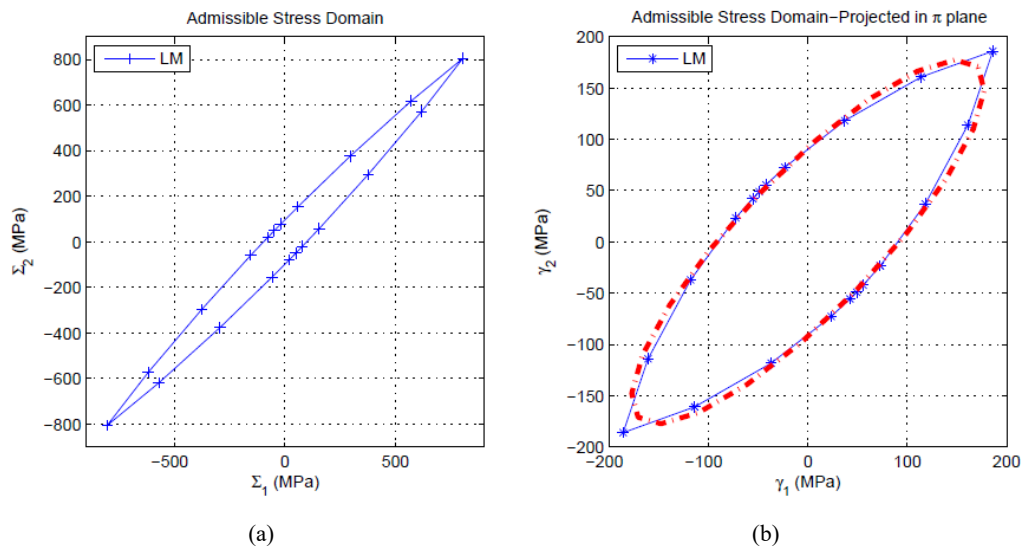 Admissible Stress Domain
LM
800
600
400
200
0
−200
−400
−600
−800
−500
0
500
Σ2 (MPa)
Σ1 (MPa)
(a)
Admissible Stress Domain−Projected in π plane
LM
200
150
100
50
0
−50
−100
−150
−200
−200
−100
0
100
200
γ2 (MPa)
γ1 (MPa)
(b)